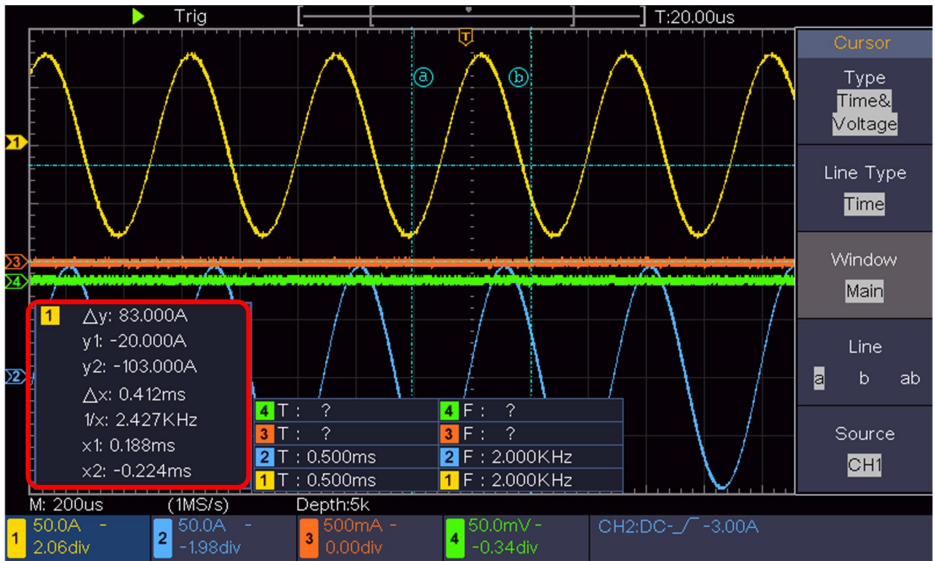 Trig
T:20.00us
T
a
b
1
3
4
2
1 △y: 83.000A
y1: -20.000A
y2: -103.000A
△x: 0.412ms
1/x: 2.427KHz
x1: 0.188ms
x2: -0.224ms
4 T : ? 4 F : ?
3 T : ? 3 F : ?
2 T : 0.500ms 2 F : 2.000KHz
1 T : 0.500ms 1 F : 2.000KHz
Cursor
Type
Time&
Voltage
Line Type
Time
Window
Main
Line
a b ab
Source
CH1
M: 200us (1MS/s) Depth:5k
1 50.0A - 2 50.0A - 3 500mA - 4 50.0mV - CH2:DC- -3.00A
2.06div -1.98div 0.00div -0.34div